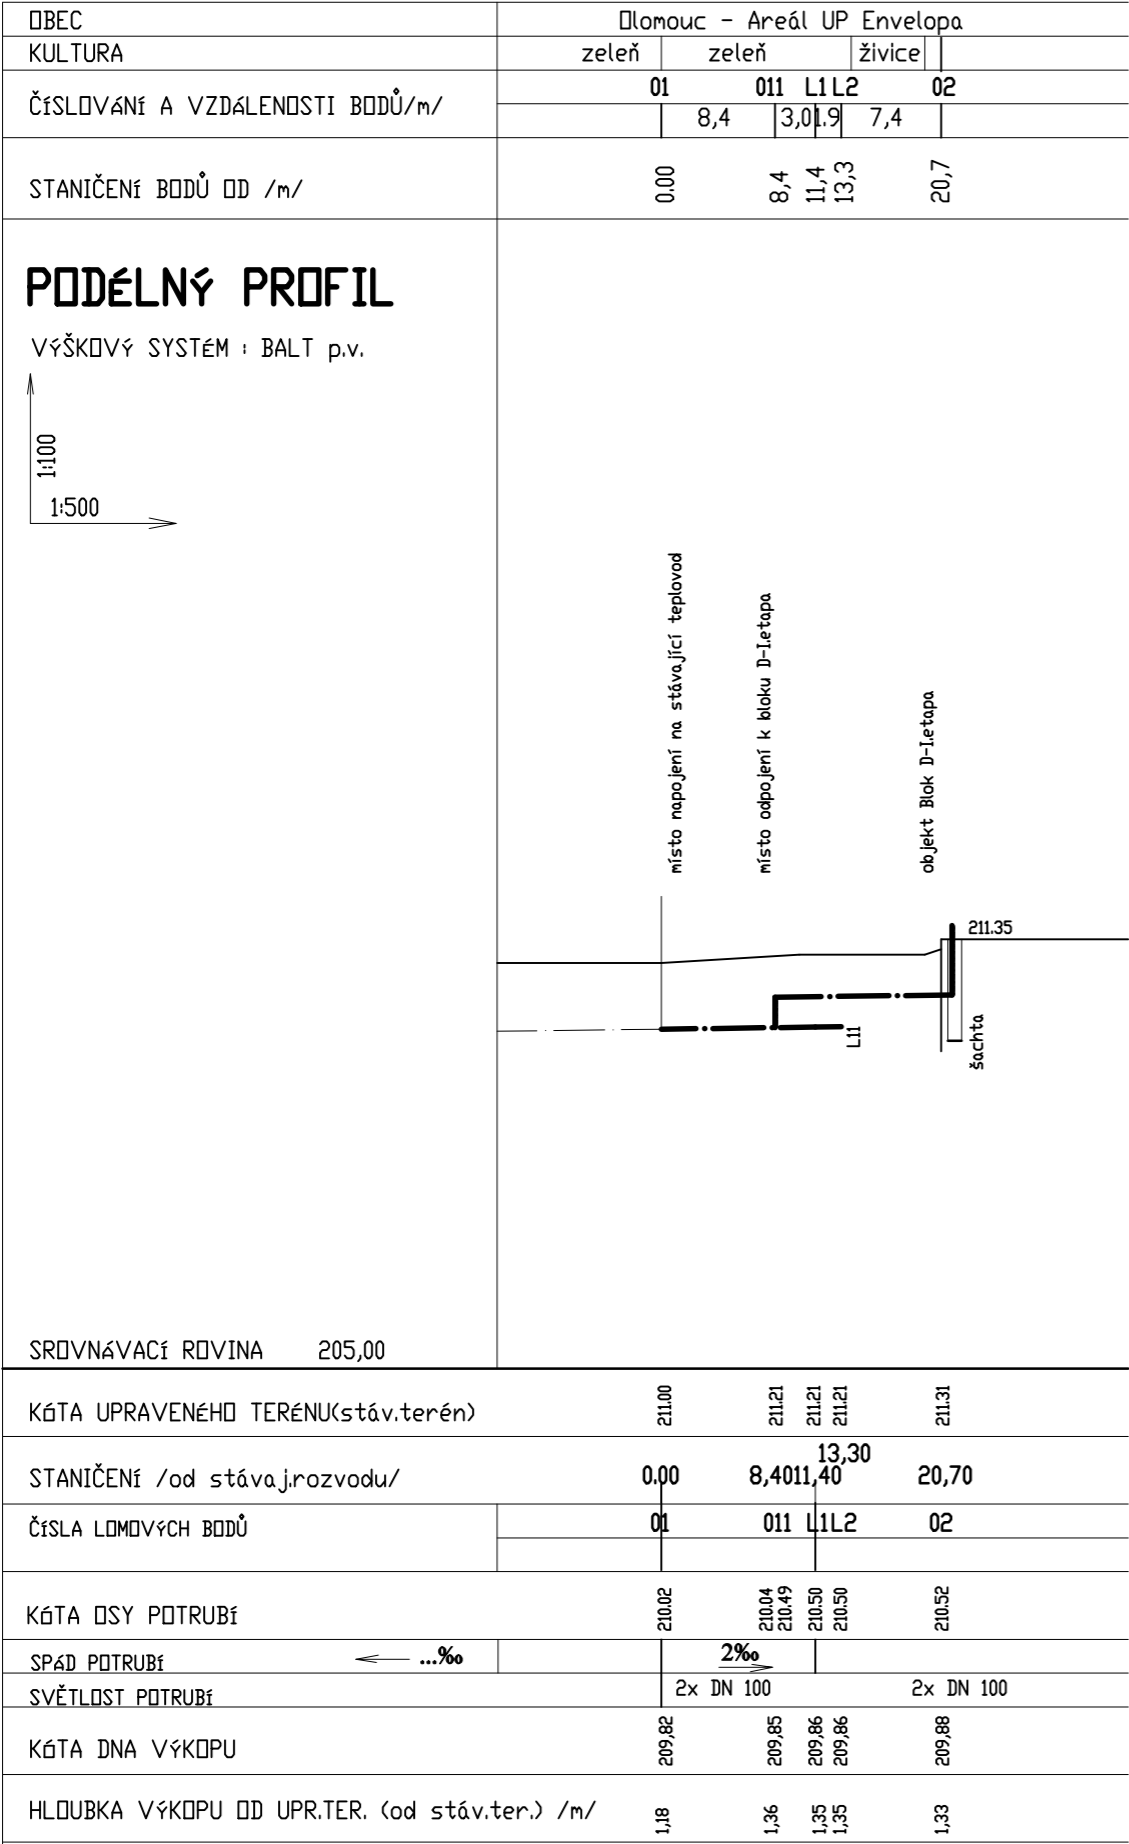 OBEC Olomouc - Areál UP Envelopa
KULTURA zeleň zeleň živice
ČÍSLOVÁNÍ A VZDÁLENOSTI BODŮ/m/ 01 011 L1 L2 02
8,4 3,0 1.9 7,4
STANIČENÍ BODŮ OD /m/ 0.00 8,4 11,4 13,3 20,7
PODÉLNÝ PROFIL
VÝŠKOVÝ SYSTÉM : BALT p.v.
1:100
1:500
místo napojení na stávající teplovod
místo odpojení k bloku D-I.etapa
objekt Blok D-I.etapa
211.35
L11
šachta
SROVNÁVACÍ ROVINA 205,00
KÓTA UPRAVENÉHO TERÉNU(stáv.terén) 211.00 211.21 211.21 211.21 211.31
STANIČENÍ /od stávaj.rozvodu/ 0.00 8,40 11,40 13,30 20,70
ČÍSLA LOMOVÝCH BODŮ 01 011 L1 L2 02
KÓTA OSY POTRUBÍ 210.02 210.04 210.49 210.50 210.50 210.52
SPÁD POTRUBÍ ...‰ 2‰
SVĚTLOST POTRUBÍ 2x DN 100 2x DN 100
KÓTA DNA VÝKOPU 209,82 209,85 209,86 209,86 209,88
HLOUBKA VÝKOPU OD UPR.TER. (od stáv.ter.) /m/ 1,18 1,36 1,35 1,35 1,33